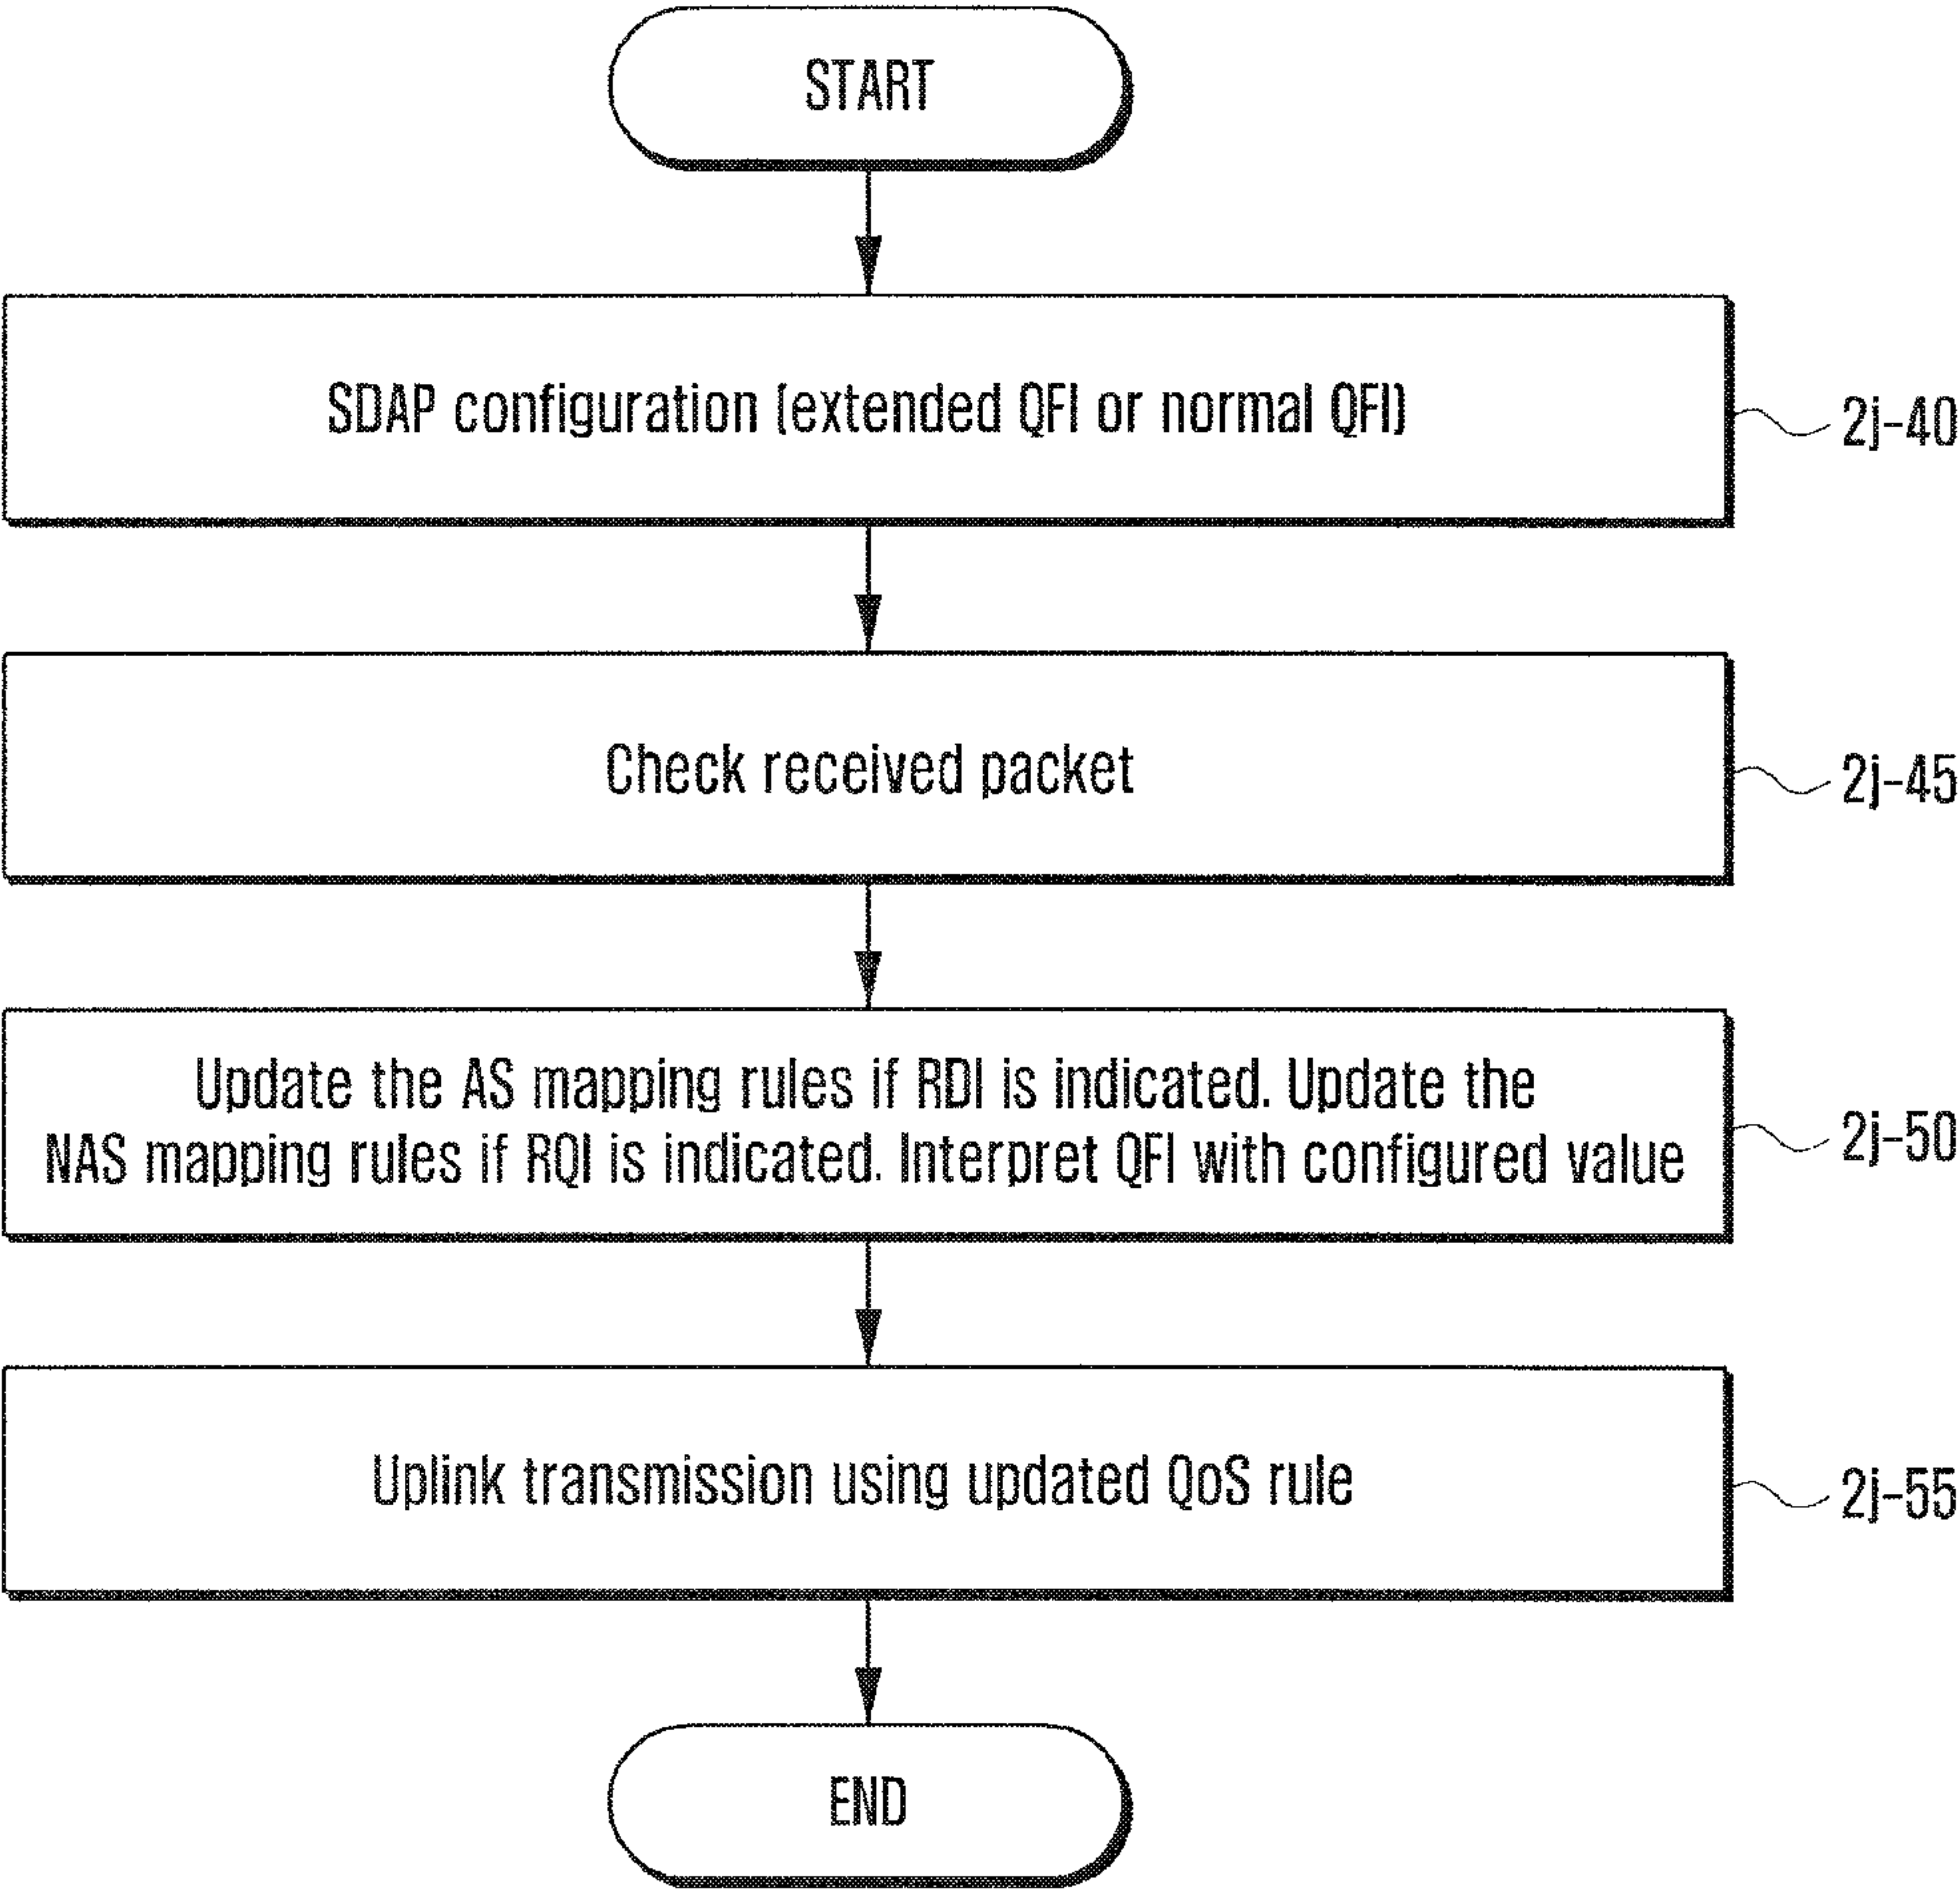 START
SDAP configuration (extended QFI or normal QFI)
2j-40
Check received packet
2j-45
Update the AS mapping rules if RDI is indicated. Update the
NAS mapping rules if RQI is indicated. Interpret QFI with configured value
2j-50
Uplink transmission using updated QoS rule
2j-55
END